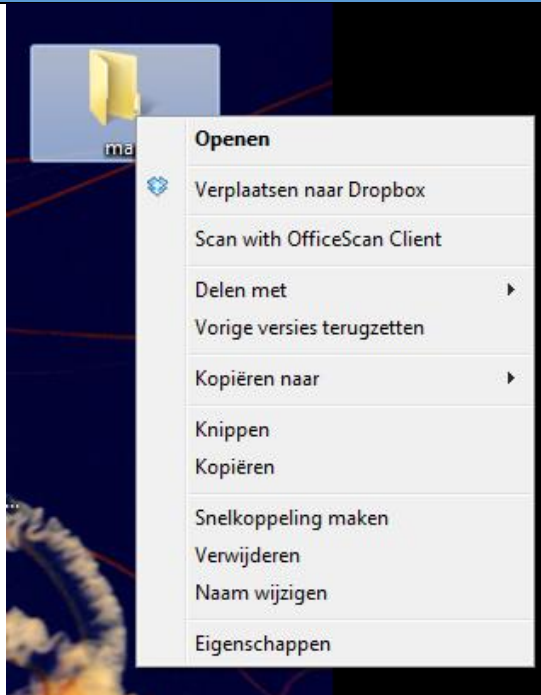 Openen
Verplaatsen naar Dropbox
Scan with OfficeScan Client
Delen met
Vorige versies terugzetten
Kopiëren naar
Knippen
Kopiëren
Snelkoppeling maken
Verwijderen
Naam wijzigen
Eigenschappen